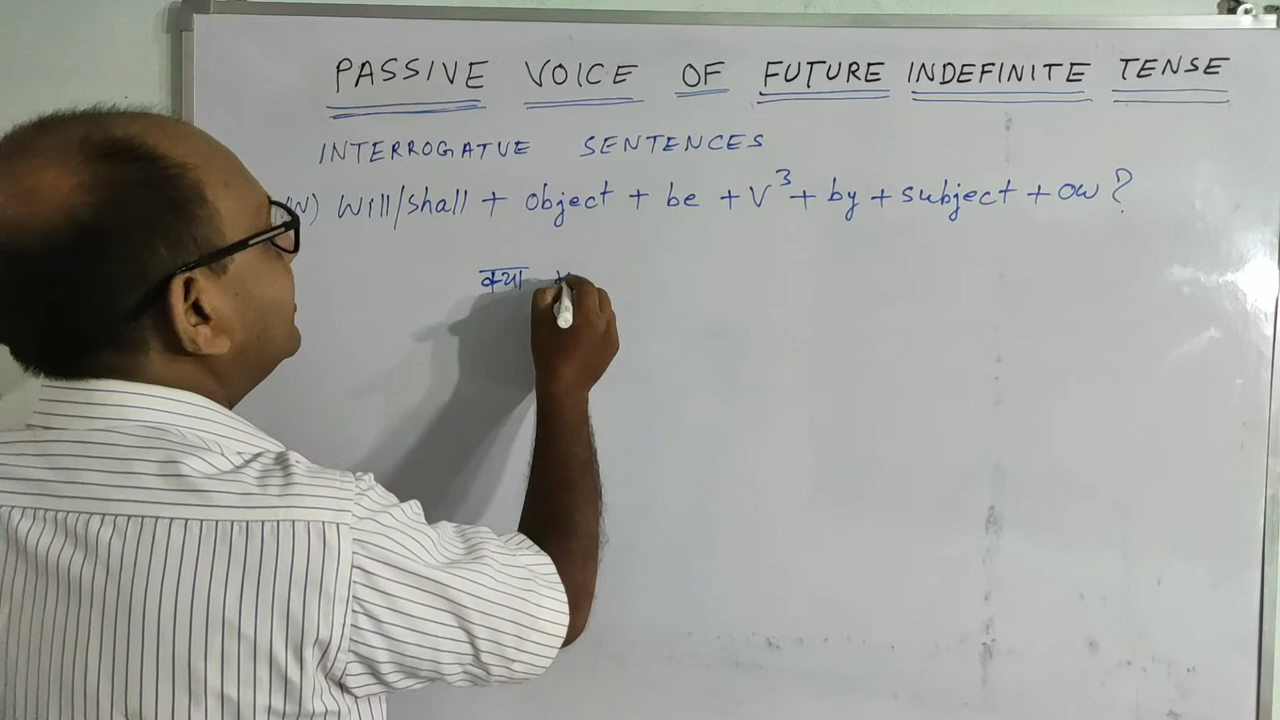 PASSIVE VOICE OF FUTURE INDEFINITE TENSE
INTERROGATVE SENTENCES
W) Will/shall + object + be + V³ + by + subject + ow?
क्या